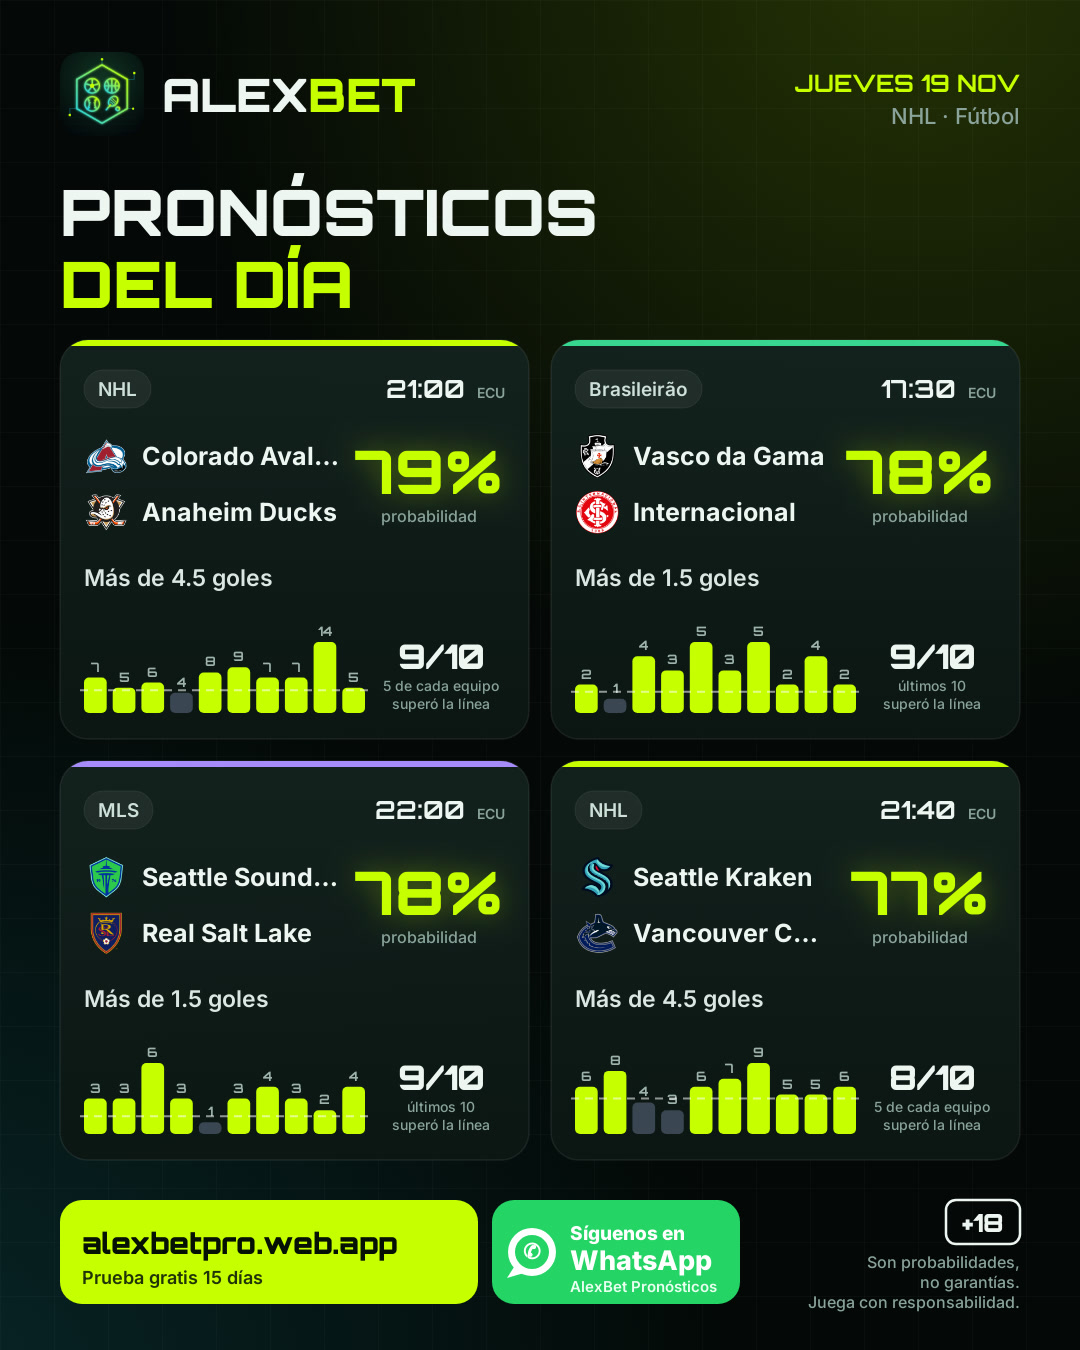 ALEXBET
JUEVES 19 NOV
NHL · Fútbol
PRONÓSTICOS
DEL DÍA
NHL
21:00 ECU
Colorado Aval...
Anaheim Ducks
79%
probabilidad
Más de 4.5 goles
7 5 6 4 8 9 7 7 14 5
9/10
5 de cada equipo
superó la línea
Brasileirão
17:30 ECU
Vasco da Gama
Internacional
78%
probabilidad
Más de 1.5 goles
2 1 4 3 5 3 5 2 4 2
9/10
últimos 10
superó la línea
MLS
22:00 ECU
Seattle Sound...
Real Salt Lake
78%
probabilidad
Más de 1.5 goles
3 3 6 3 1 3 4 3 2 4
9/10
últimos 10
superó la línea
NHL
21:40 ECU
Seattle Kraken
Vancouver C...
77%
probabilidad
Más de 4.5 goles
6 8 4 3 6 7 9 5 5 6
8/10
5 de cada equipo
superó la línea
alexbetpro.web.app
Prueba gratis 15 días
Síguenos en
WhatsApp
AlexBet Pronósticos
+18
Son probabilidades,
no garantías.
Juega con responsabilidad.